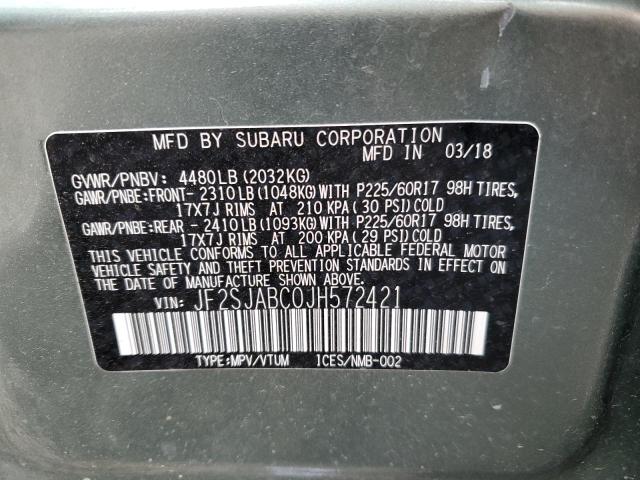 MFD BY SUBARU CORPORATION
MFD IN 03/18
GVWR/PNBV: 4480LB (2032KG)
GAWR/PNBE:FRONT- 2310LB(1048KG)WITH P225/60R17 98H TIRES,
17X7J RIMS AT 210 KPA(30 PSI)COLD
GAWR/PNBE:REAR - 2410LB(1093KG)WITH P225/60R17 98H TIRES,
17X7J RIMS AT 200 KPA(29 PSI)COLD
THIS VEHICLE CONFORMS TO ALL APPLICABLE FEDERAL MOTOR
VEHICLE SAFETY AND THEFT PREVENTION STANDARDS IN EFFECT
ON THE DATE OF MANUFACTURE SHOWN ABOVE.
VIN: JF2SJABC0JH572421
TYPE:MPV/VTUM ICES/NMB-002